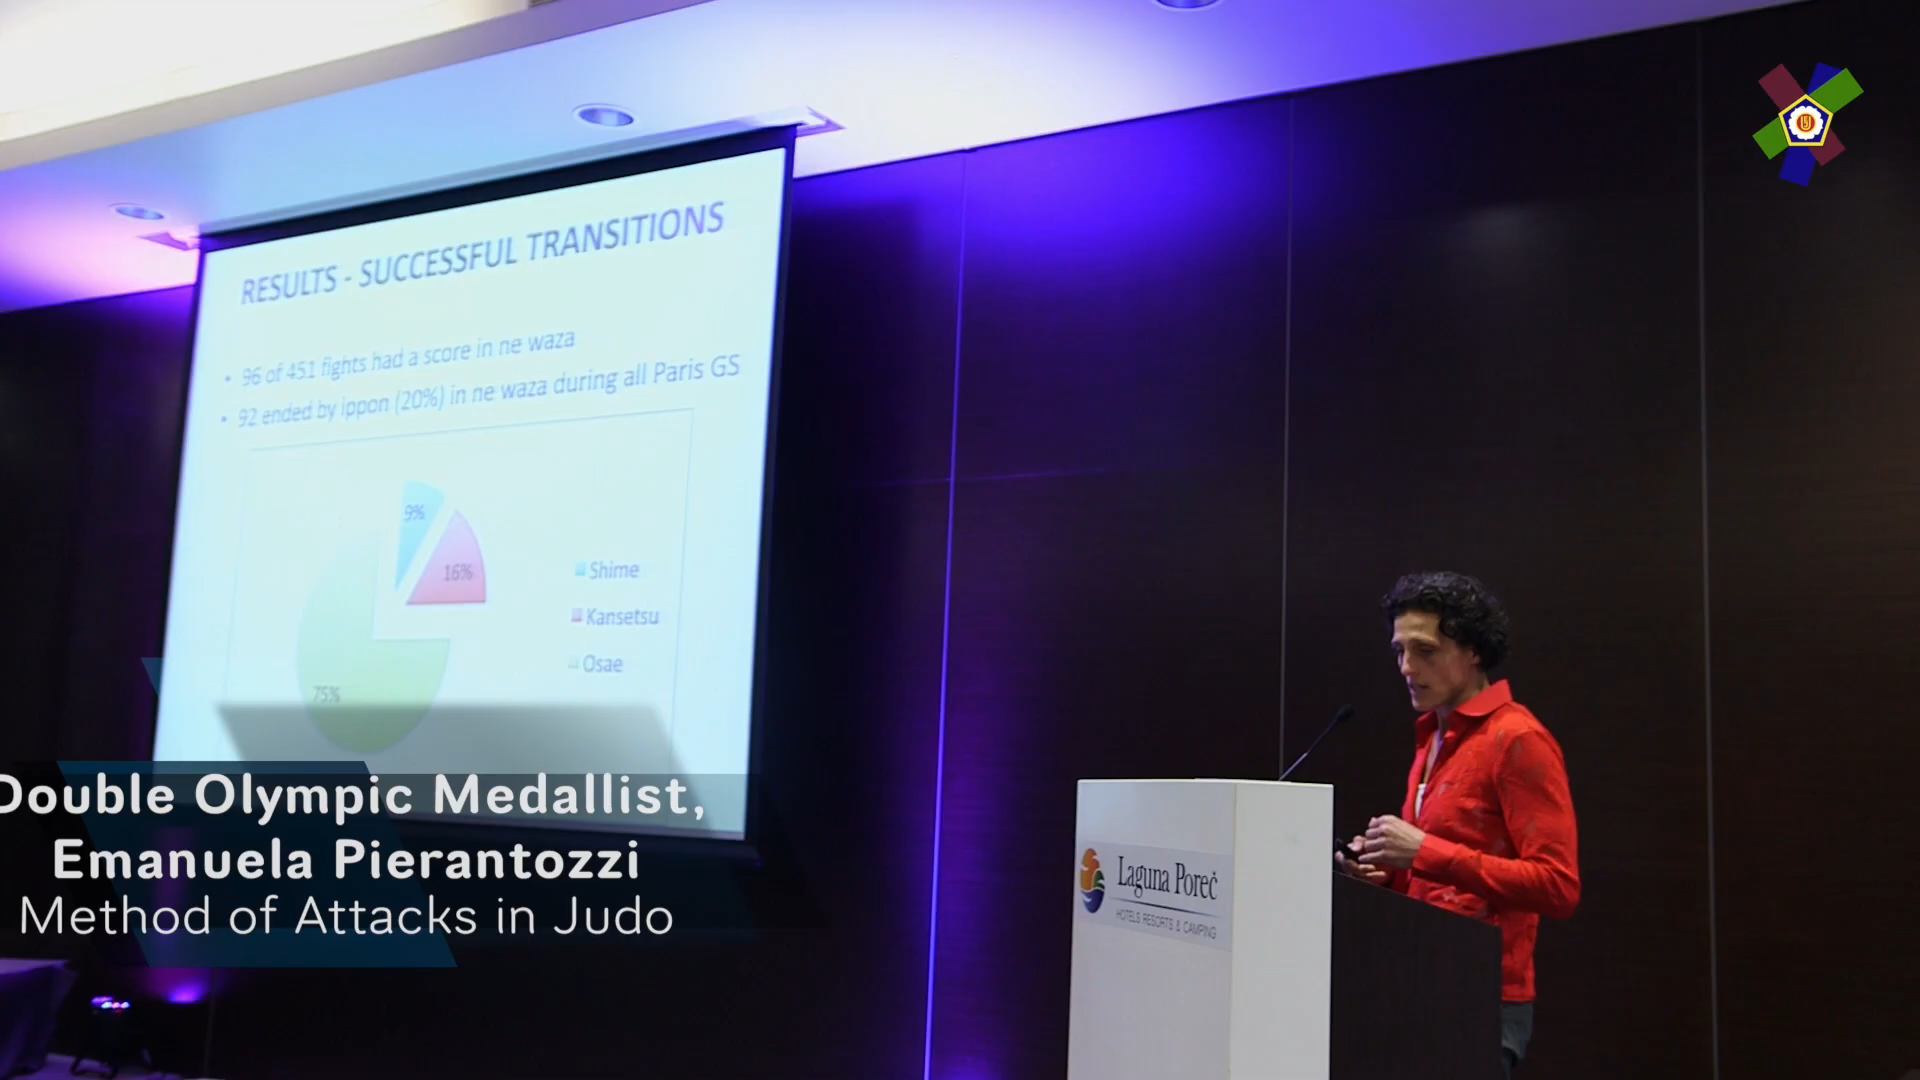 RESULTS - SUCCESSFUL TRANSITIONS
• 96 of 451 fights had a score in ne waza
• 92 ended by ippon (20%) in ne waza during all Paris GS
9%
16%
75%
Shime
Kansetsu
Osae
Double Olympic Medallist,
Emanuela Pierantozzi
Method of Attacks in Judo
Laguna Poreč
HOTELS RESORTS & CAMPING